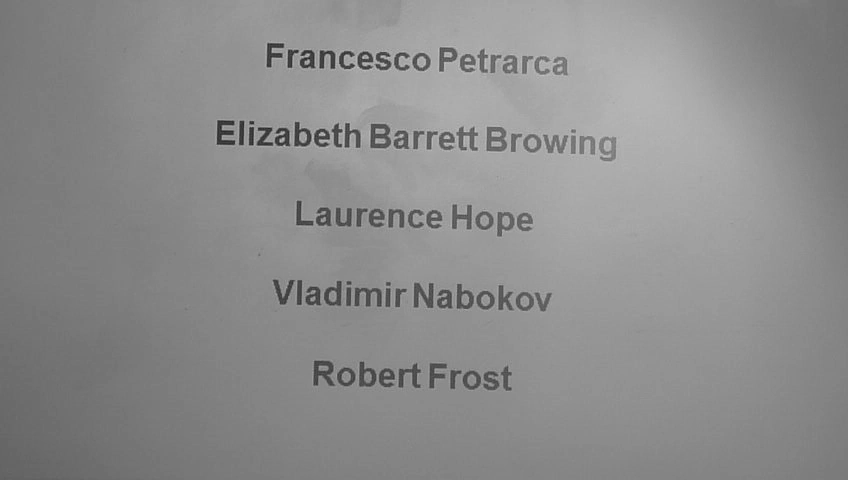 Francesco Petrarca
Elizabeth Barrett Browing
Laurence Hope
Vladimir Nabokov
Robert Frost